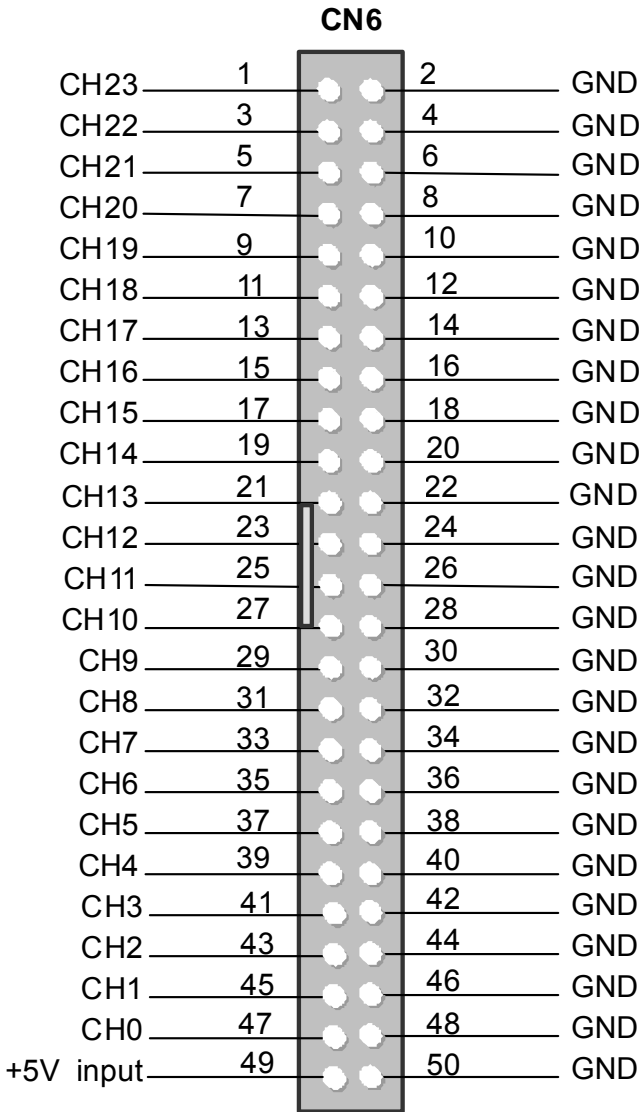 CN6
CH23 1 2 GND
CH22 3 4 GND
CH21 5 6 GND
CH20 7 8 GND
CH19 9 10 GND
CH18 11 12 GND
CH17 13 14 GND
CH16 15 16 GND
CH15 17 18 GND
CH14 19 20 GND
CH13 21 22 GND
CH12 23 24 GND
CH11 25 26 GND
CH10 27 28 GND
CH9 29 30 GND
CH8 31 32 GND
CH7 33 34 GND
CH6 35 36 GND
CH5 37 38 GND
CH4 39 40 GND
CH3 41 42 GND
CH2 43 44 GND
CH1 45 46 GND
CH0 47 48 GND
+5V input 49 50 GND